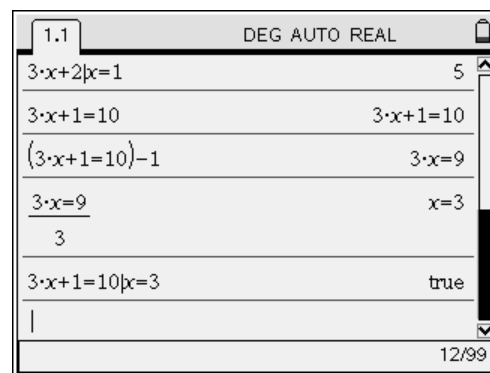 1.1 DEG AUTO REAL
3·x+2|x=1 5
3·x+1=10 3·x+1=10
(3·x+1=10)−1 3·x=9
3·x=9 x=3
3
3·x+1=10|x=3 true
12/99